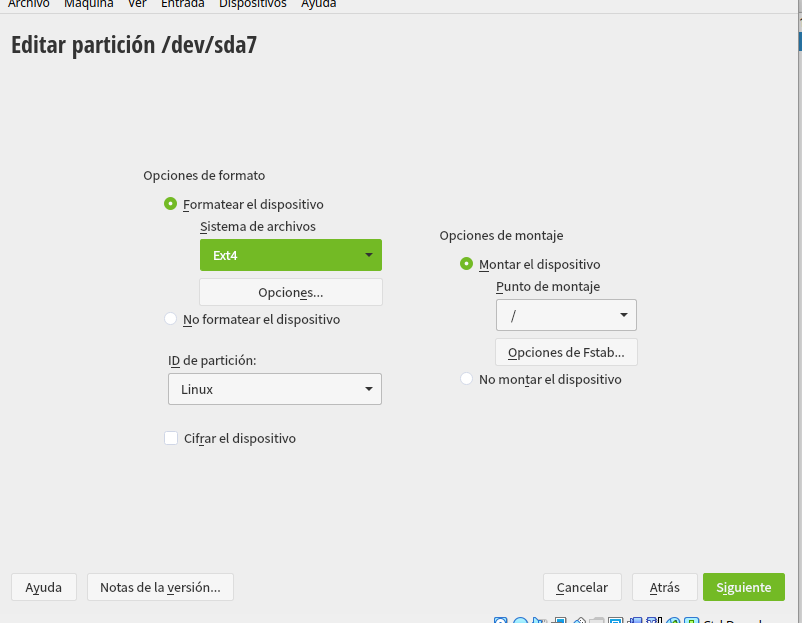 Archivo Máquina Ver Entrada Dispositivos Ayuda
Editar partición /dev/sda7
Opciones de formato
Formatear el dispositivo
Sistema de archivos
Ext4
Opciones...
No formatear el dispositivo
ID de partición:
Linux
Cifrar el dispositivo
Opciones de montaje
Montar el dispositivo
Punto de montaje
/
Opciones de Fstab...
No montar el dispositivo
Ayuda Notas de la versión... Cancelar Atrás Siguiente